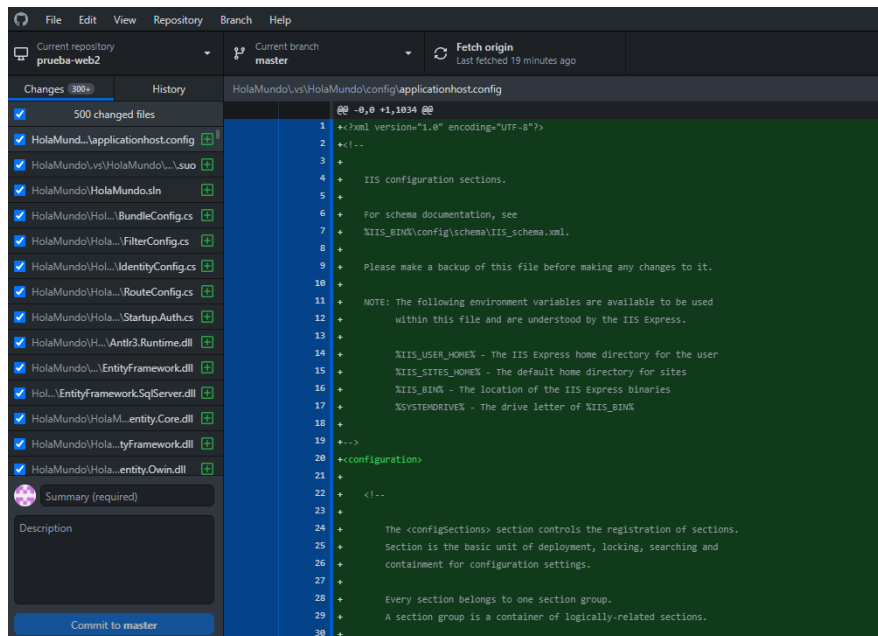 File Edit View Repository Branch Help
Current repository
prueba-web2
Current branch
master
Fetch origin
Last fetched 19 minutes ago
Changes 300+ History
500 changed files
HolaMund...\applicationhost.config
HolaMundo\.vs\HolaMundo\...\.suo
HolaMundo\HolaMundo.sln
HolaMundo\Hol...\BundleConfig.cs
HolaMundo\Hola...\FilterConfig.cs
HolaMundo\Hol...\IdentityConfig.cs
HolaMundo\Hola...\RouteConfig.cs
HolaMundo\Hola...\Startup.Auth.cs
HolaMundo\H...\Antlr3.Runtime.dll
HolaMundo\...\EntityFramework.dll
Hol...\EntityFramework.SqlServer.dll
HolaMundo\HolaM...entity.Core.dll
HolaMundo\Hola...tyFramework.dll
HolaMundo\Hola...entity.Owin.dll
Summary (required)
Description
Commit to master
HolaMundo\.vs\HolaMundo\config\applicationhost.config
@@ -0,0 +1,1034 @@
1 +<?xml version="1.0" encoding="UTF-8"?>
2 +<!--
3 +
4 + IIS configuration sections.
5 +
6 + For schema documentation, see
7 + %IIS_BIN%\config\schema\IIS_schema.xml.
8 +
9 + Please make a backup of this file before making any changes to it.
10 +
11 + NOTE: The following environment variables are available to be used
12 + within this file and are understood by the IIS Express.
13 +
14 + %IIS_USER_HOME% - The IIS Express home directory for the user
15 + %IIS_SITES_HOME% - The default home directory for sites
16 + %IIS_BIN% - The location of the IIS Express binaries
17 + %SYSTEMDRIVE% - The drive letter of %IIS_BIN%
18 +
19 +-->
20 +<configuration>
21 +
22 + <!--
23 +
24 + The <configSections> section controls the registration of sections.
25 + Section is the basic unit of deployment, locking, searching and
26 + containment for configuration settings.
27 +
28 + Every section belongs to one section group.
29 + A section group is a container of logically-related sections.
30 +